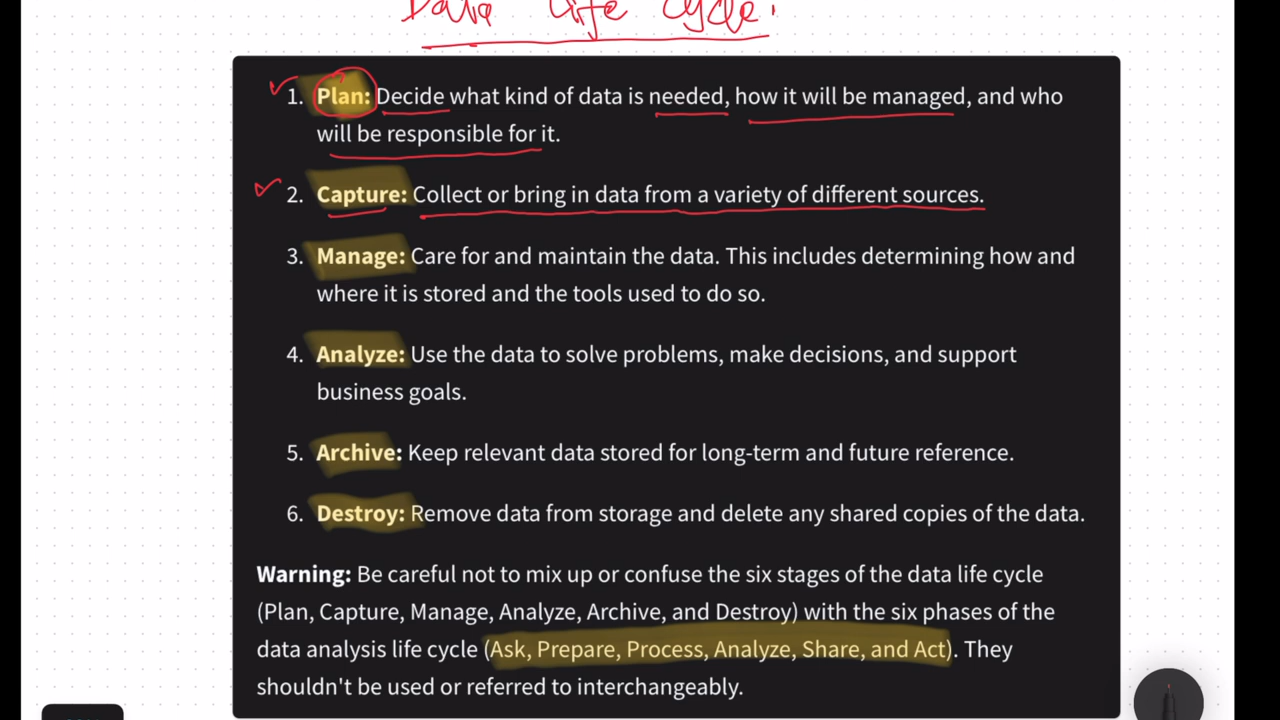 Data life cycle.
1. Plan: Decide what kind of data is needed, how it will be managed, and who
will be responsible for it.
2. Capture: Collect or bring in data from a variety of different sources.
3. Manage: Care for and maintain the data. This includes determining how and
where it is stored and the tools used to do so.
4. Analyze: Use the data to solve problems, make decisions, and support
business goals.
5. Archive: Keep relevant data stored for long-term and future reference.
6. Destroy: Remove data from storage and delete any shared copies of the data.
Warning: Be careful not to mix up or confuse the six stages of the data life cycle
(Plan, Capture, Manage, Analyze, Archive, and Destroy) with the six phases of the
data analysis life cycle (Ask, Prepare, Process, Analyze, Share, and Act). They
shouldn't be used or referred to interchangeably.